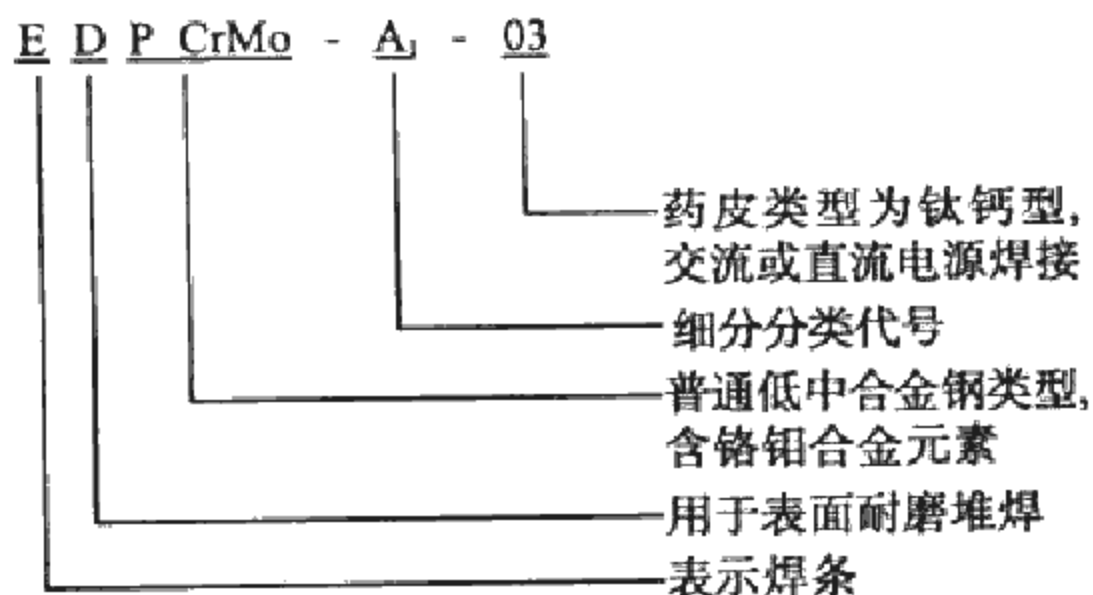 E D P CrMo - A₁ - 03
药皮类型为钛钙型,
交流或直流电源焊接
细分分类代号
普通低中合金钢类型,
含铬钼合金元素
用于表面耐磨堆焊
表示焊条